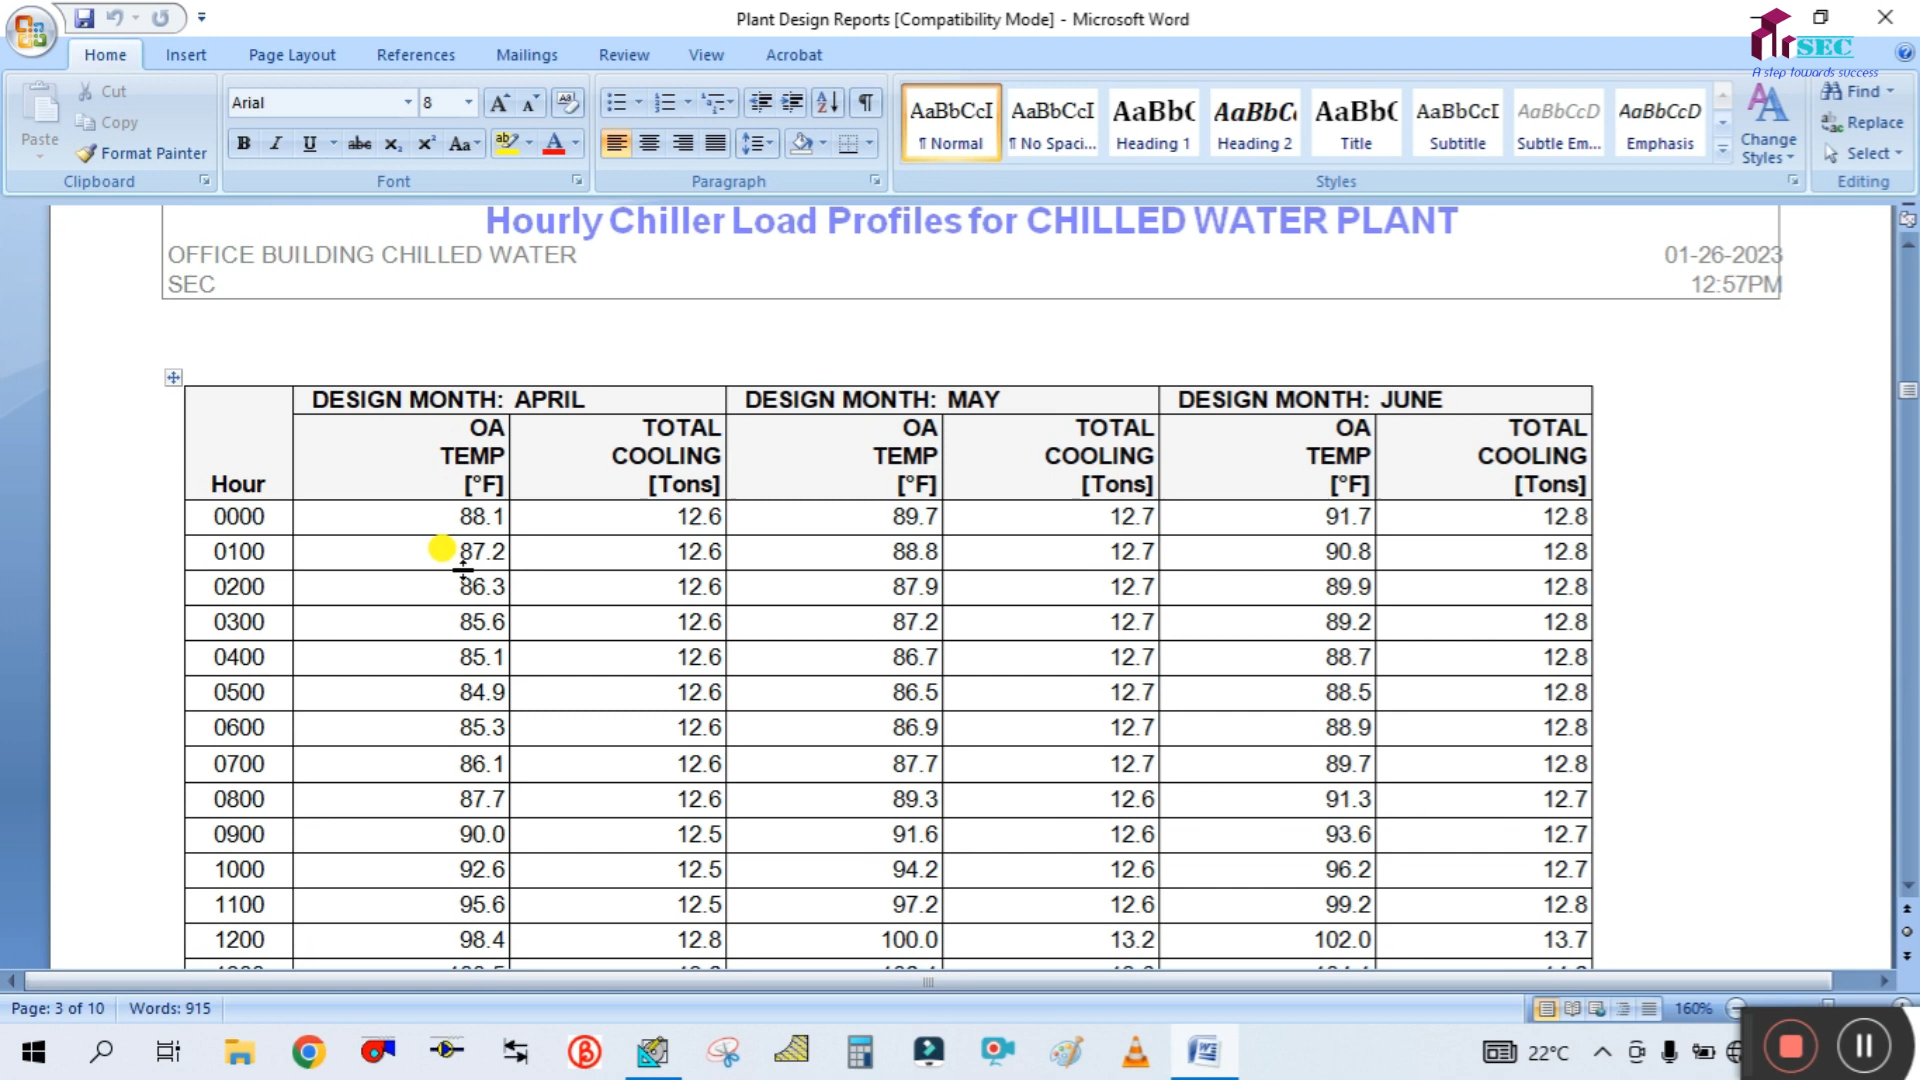 Plant Design Reports [Compatibility Mode] - Microsoft Word
SEC
A step towards success
Home Insert Page Layout References Mailings Review View Acrobat
Paste Cut Copy Format Painter
Clipboard
Arial 8
B I U abc X₂ X² Aa ab A
Font
Paragraph
AaBbCcI AaBbCcI AaBbC AaBbCc AaBbC AaBbCcI AaBbCcD AaBbCcD
¶ Normal ¶ No Spaci... Heading 1 Heading 2 Title Subtitle Subtle Em... Emphasis
Change Styles
Styles
Find
Replace
Select
Editing
Hourly Chiller Load Profiles for CHILLED WATER PLANT
OFFICE BUILDING CHILLED WATER 01-26-2023
SEC 12:57PM
DESIGN MONTH: APRIL DESIGN MONTH: MAY DESIGN MONTH: JUNE
OA TOTAL OA TOTAL OA TOTAL
TEMP COOLING TEMP COOLING TEMP COOLING
Hour [°F] [Tons] [°F] [Tons] [°F] [Tons]
0000 88.1 12.6 89.7 12.7 91.7 12.8
0100 87.2 12.6 88.8 12.7 90.8 12.8
0200 86.3 12.6 87.9 12.7 89.9 12.8
0300 85.6 12.6 87.2 12.7 89.2 12.8
0400 85.1 12.6 86.7 12.7 88.7 12.8
0500 84.9 12.6 86.5 12.7 88.5 12.8
0600 85.3 12.6 86.9 12.7 88.9 12.8
0700 86.1 12.6 87.7 12.7 89.7 12.8
0800 87.7 12.6 89.3 12.6 91.3 12.7
0900 90.0 12.5 91.6 12.6 93.6 12.7
1000 92.6 12.5 94.2 12.6 96.2 12.7
1100 95.6 12.5 97.2 12.6 99.2 12.8
1200 98.4 12.8 100.0 13.2 102.0 13.7
Page: 3 of 10 Words: 915 160%
22°C